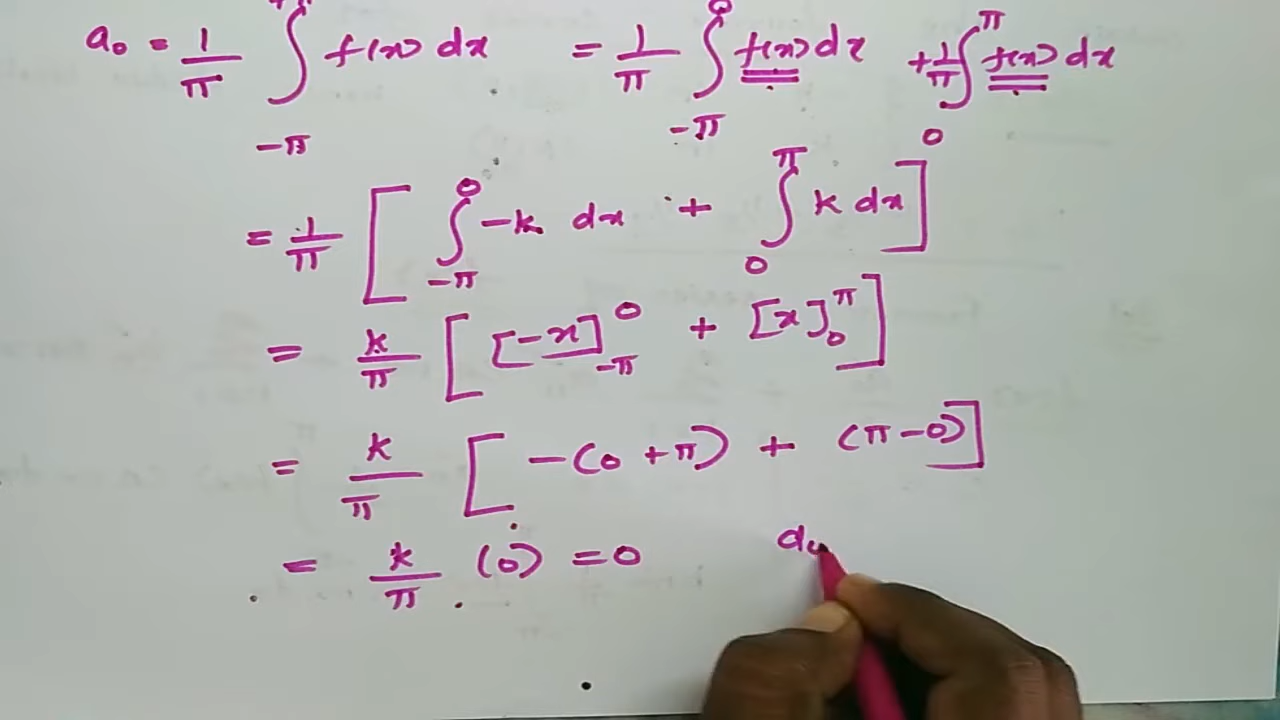 a₀ = 1/π ∫_{-π}^{+π} f(x) dx = 1/π ∫_{-π}^{0} f(x) dx + 1/π ∫_{0}^{π} f(x) dx
= 1/π [ ∫_{-π}^{0} -k dx + ∫_{0}^{π} k dx ]
= k/π [ [-x]_{-π}^{0} + [x]_{0}^{π} ]
= k/π [ -(0 + π) + (π - 0) ]
= k/π (0) = 0 a₀